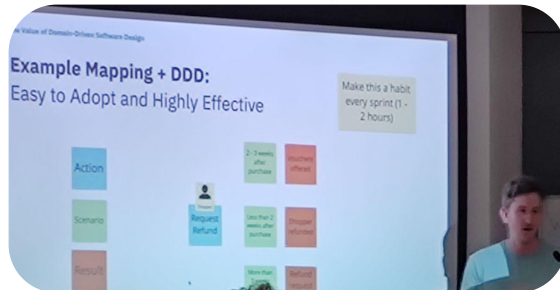 w Value of Domain-Driven Software Design
Example Mapping + DDD:
Easy to Adopt and Highly Effective
Make this a habit
every sprint (1 -
2 hours)
Action
Scenario
Result
Request
Refund
2 - 3 weeks
after
purchase
Vouchers
offered
Less than 2
weeks after
purchase
Shopper
refunded
More than
Refund